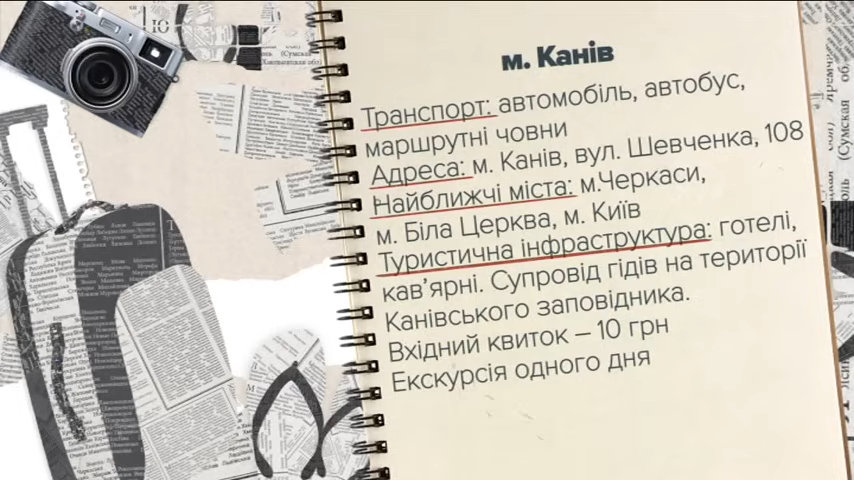 м. Канів
Транспорт: автомобіль, автобус,
маршрутні човни
Адреса: м. Канів, вул. Шевченка, 108
Найближчі міста: м.Черкаси,
м. Біла Церква, м. Київ
Туристична інфраструктура: готелі,
кав’ярні. Супровід гідів на території
Канівського заповідника.
Вхідний квиток – 10 грн
Екскурсія одного дня